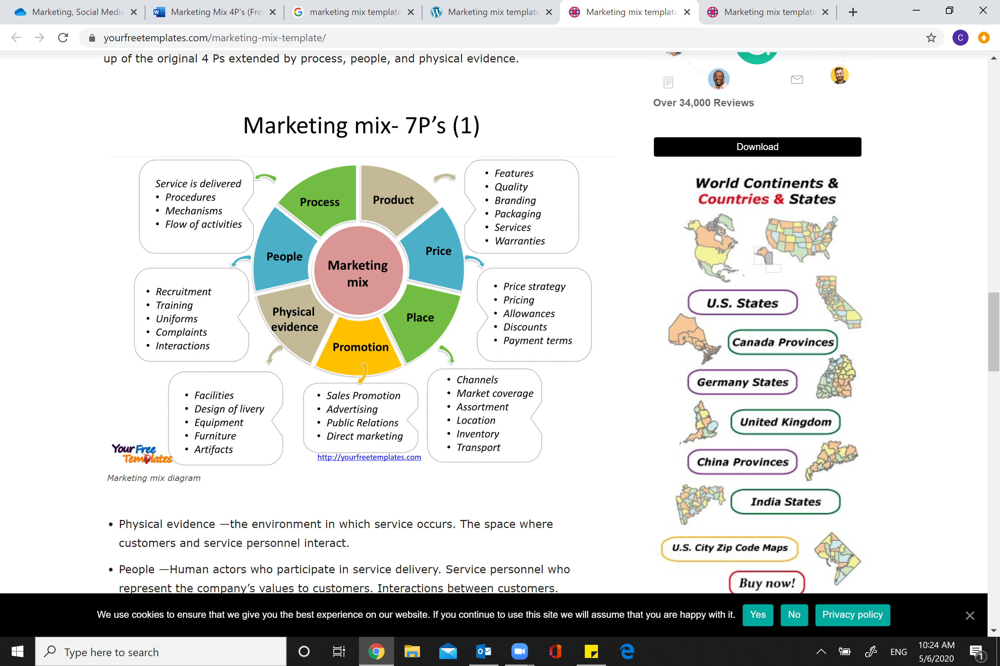 Marketing, Social Media
Marketing Mix 4P's (Fre
marketing mix template
Marketing mix template
Marketing mix template
Marketing mix template
yourfreetemplates.com/marketing-mix-template/
C
up of the original 4 Ps extended by process, people, and physical evidence.
Marketing mix- 7P’s (1)
Service is delivered
• Procedures
• Mechanisms
• Flow of activities
Process
Product
• Features
• Quality
• Branding
• Packaging
• Services
• Warranties
People
Marketing
mix
Price
• Recruitment
• Training
• Uniforms
• Complaints
• Interactions
Physical
evidence
Promotion
Place
• Price strategy
• Pricing
• Allowances
• Discounts
• Payment terms
• Facilities
• Design of livery
• Equipment
• Furniture
• Artifacts
• Sales Promotion
• Advertising
• Public Relations
• Direct marketing
• Channels
• Market coverage
• Assortment
• Location
• Inventory
• Transport
Your Free
Templates
http://yourfreetemplates.com
Marketing mix diagram
• Physical evidence —the environment in which service occurs. The space where
customers and service personnel interact.
• People —Human actors who participate in service delivery. Service personnel who
represent the company’s values to customers. Interactions between customers.
Over 34,000 Reviews
Download
World Continents &
Countries & States
U.S. States
Canada Provinces
Germany States
United Kingdom
China Provinces
India States
U.S. City Zip Code Maps
Buy now!
We use cookies to ensure that we give you the best experience on our website. If you continue to use this site we will assume that you are happy with it.
Yes
No
Privacy policy
Type here to search
ENG
10:24 AM
5/6/2020
1